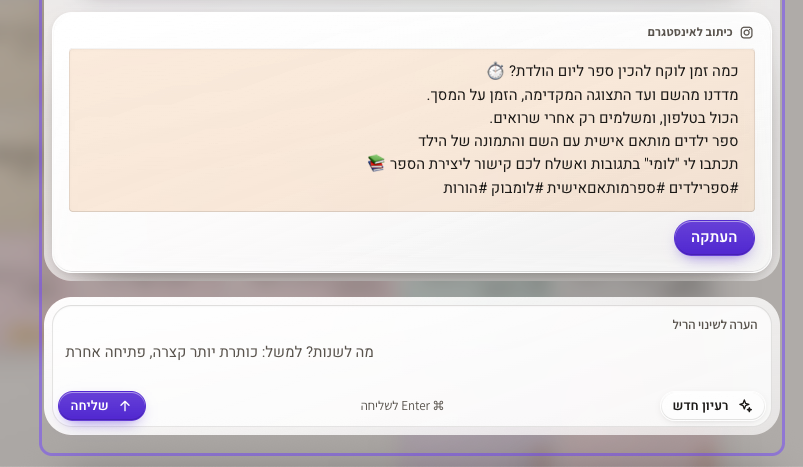 כיתוב לאינסטגרם
כמה זמן לוקח להכין ספר ליום הולדת? ⏱️
מדדנו מהשם ועד התצוגה המקדימה, הזמן על המסך.
הכול בטלפון, ומשלמים רק אחרי שרואים.
ספר ילדים מותאם אישית עם השם והתמונה של הילד
תכתבו לי "לומי" בתגובות ואשלח לכם קישור ליצירת הספר 📚
#ספרילדים #ספרמותאםאישית #לומבוק #הורות
העתקה
הערה לשינוי הריל
מה לשנות? למשל: כותרת יותר קצרה, פתיחה אחרת
רעיון חדש
⌘ Enter לשליחה
שליחה